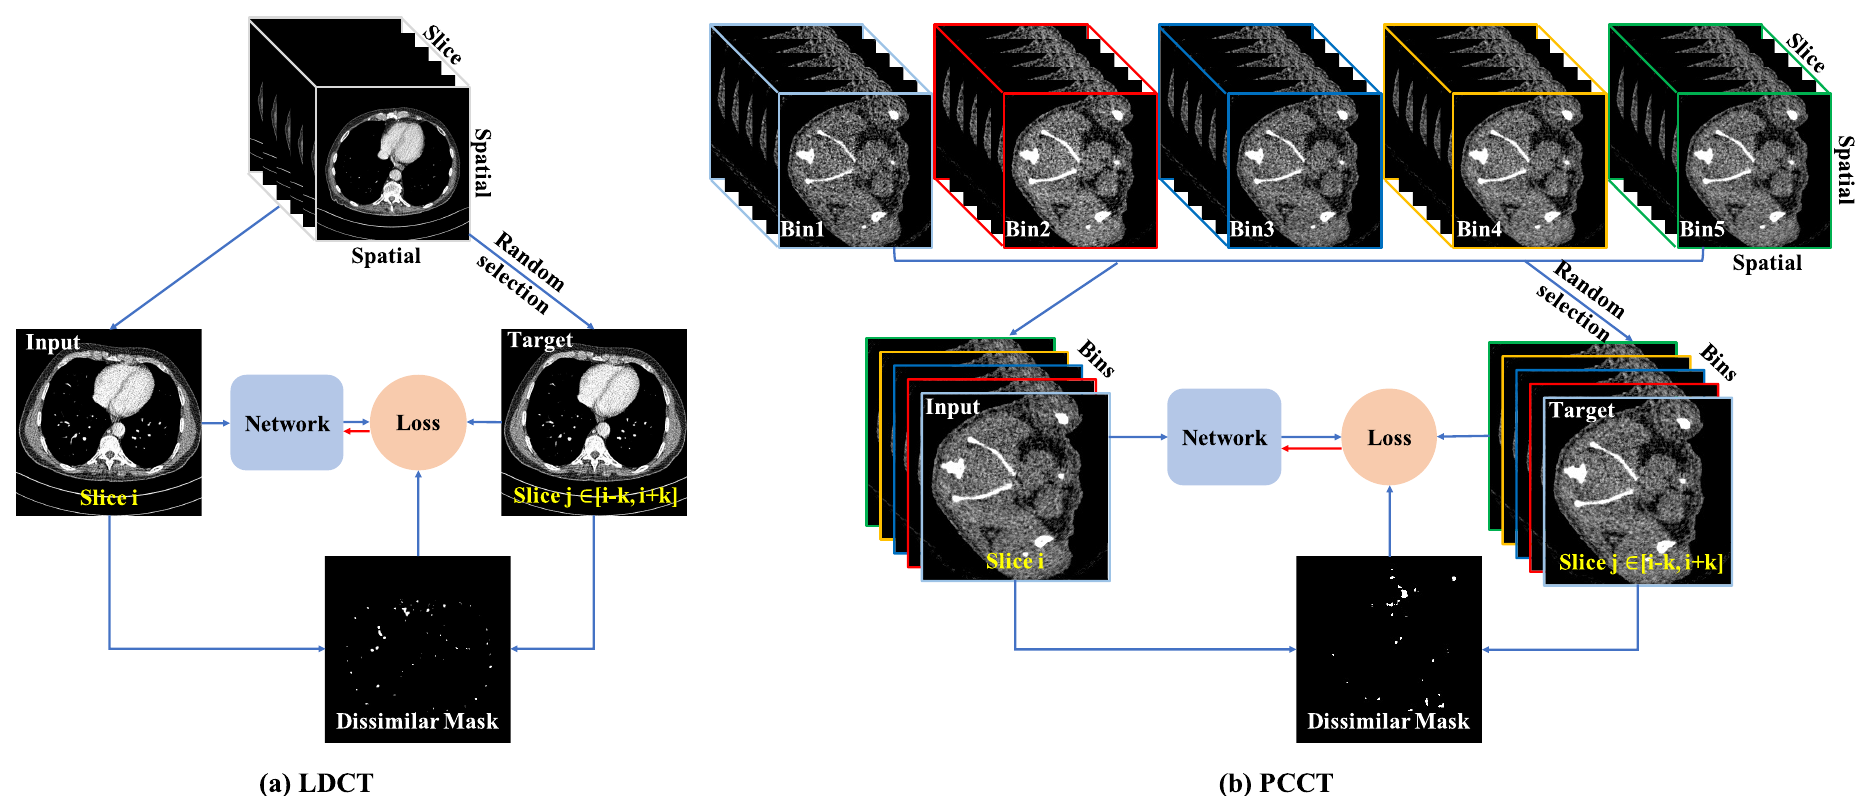 Slice
Spatial
Spatial
Random
selection
Input
Target
Network
Loss
Slice i
Slice j ∈[i-k, i+k]
Dissimilar Mask
(a) LDCT
Slice
Spatial
Bin1
Bin2
Bin3
Bin4
Bin5
Spatial
Random
selection
Bins
Bins
Input
Target
Network
Loss
Slice i
Slice j ∈[i-k, i+k]
Dissimilar Mask
(b) PCCT